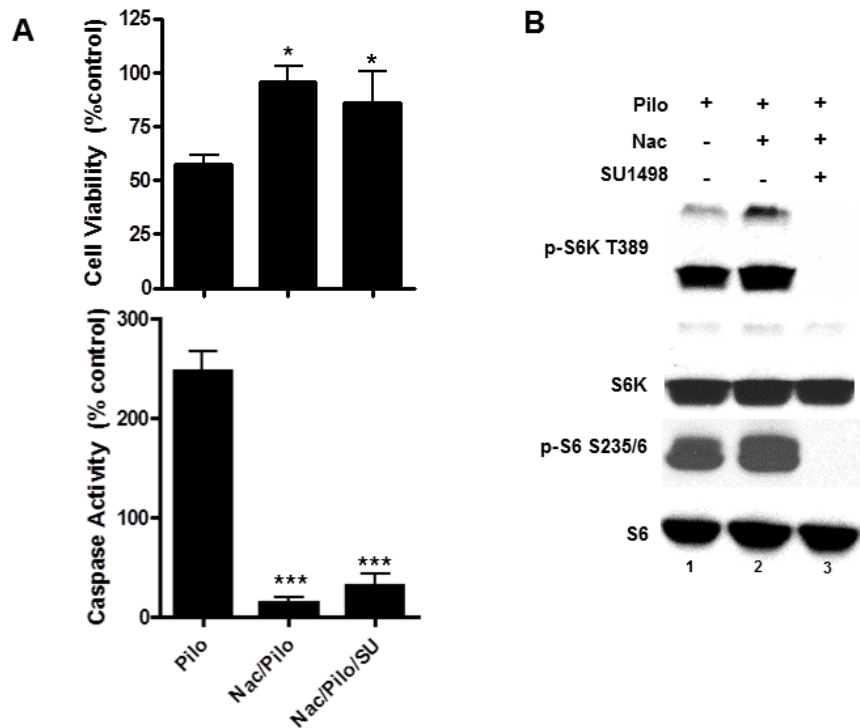 A
Cell Viability (%control)
125
100
75
50
25
0
*
*
Caspase Activity (% control)
300
200
100
0
***
***
Pilo
Nac/Pilo
Nac/Pilo/SU
B
Pilo + + +
Nac - + +
SU1498 - - +
p-S6K T389
S6K
p-S6 S235/6
S6
1 2 3